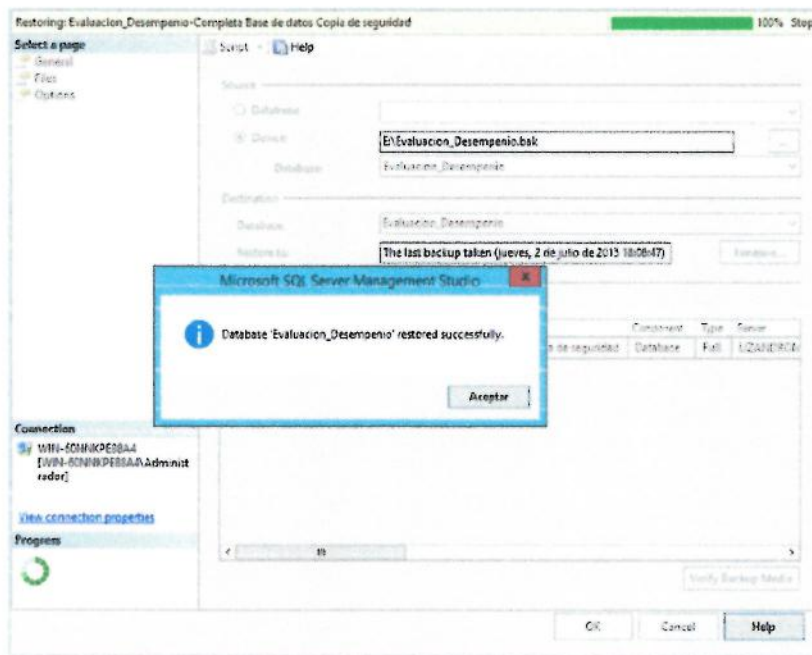 Restoring: Evaluacion_Desempenio-Completa Base de datos Copia de seguridad
100% Stop
Select a page
General
Files
Options
Script
Help
Source
Database
Device:
E:\Evaluacion_Desempenio.bak
...
Database:
Evaluacion_Desempenio
Destination
Database:
Evaluacion_Desempenio
Restore to:
The last backup taken (jueves, 2 de julio de 2015 18:08:47)
Timeline...
Microsoft SQL Server Management Studio
x
Database 'Evaluacion_Desempenio' restored successfully.
Aceptar
Component Type Server
de seguridad Database Full
Connection
[WIN-60NNKPE88A4\Administ
rador]
View connection properties
Progress
Verify Backup Media
OK
Cancel
Help